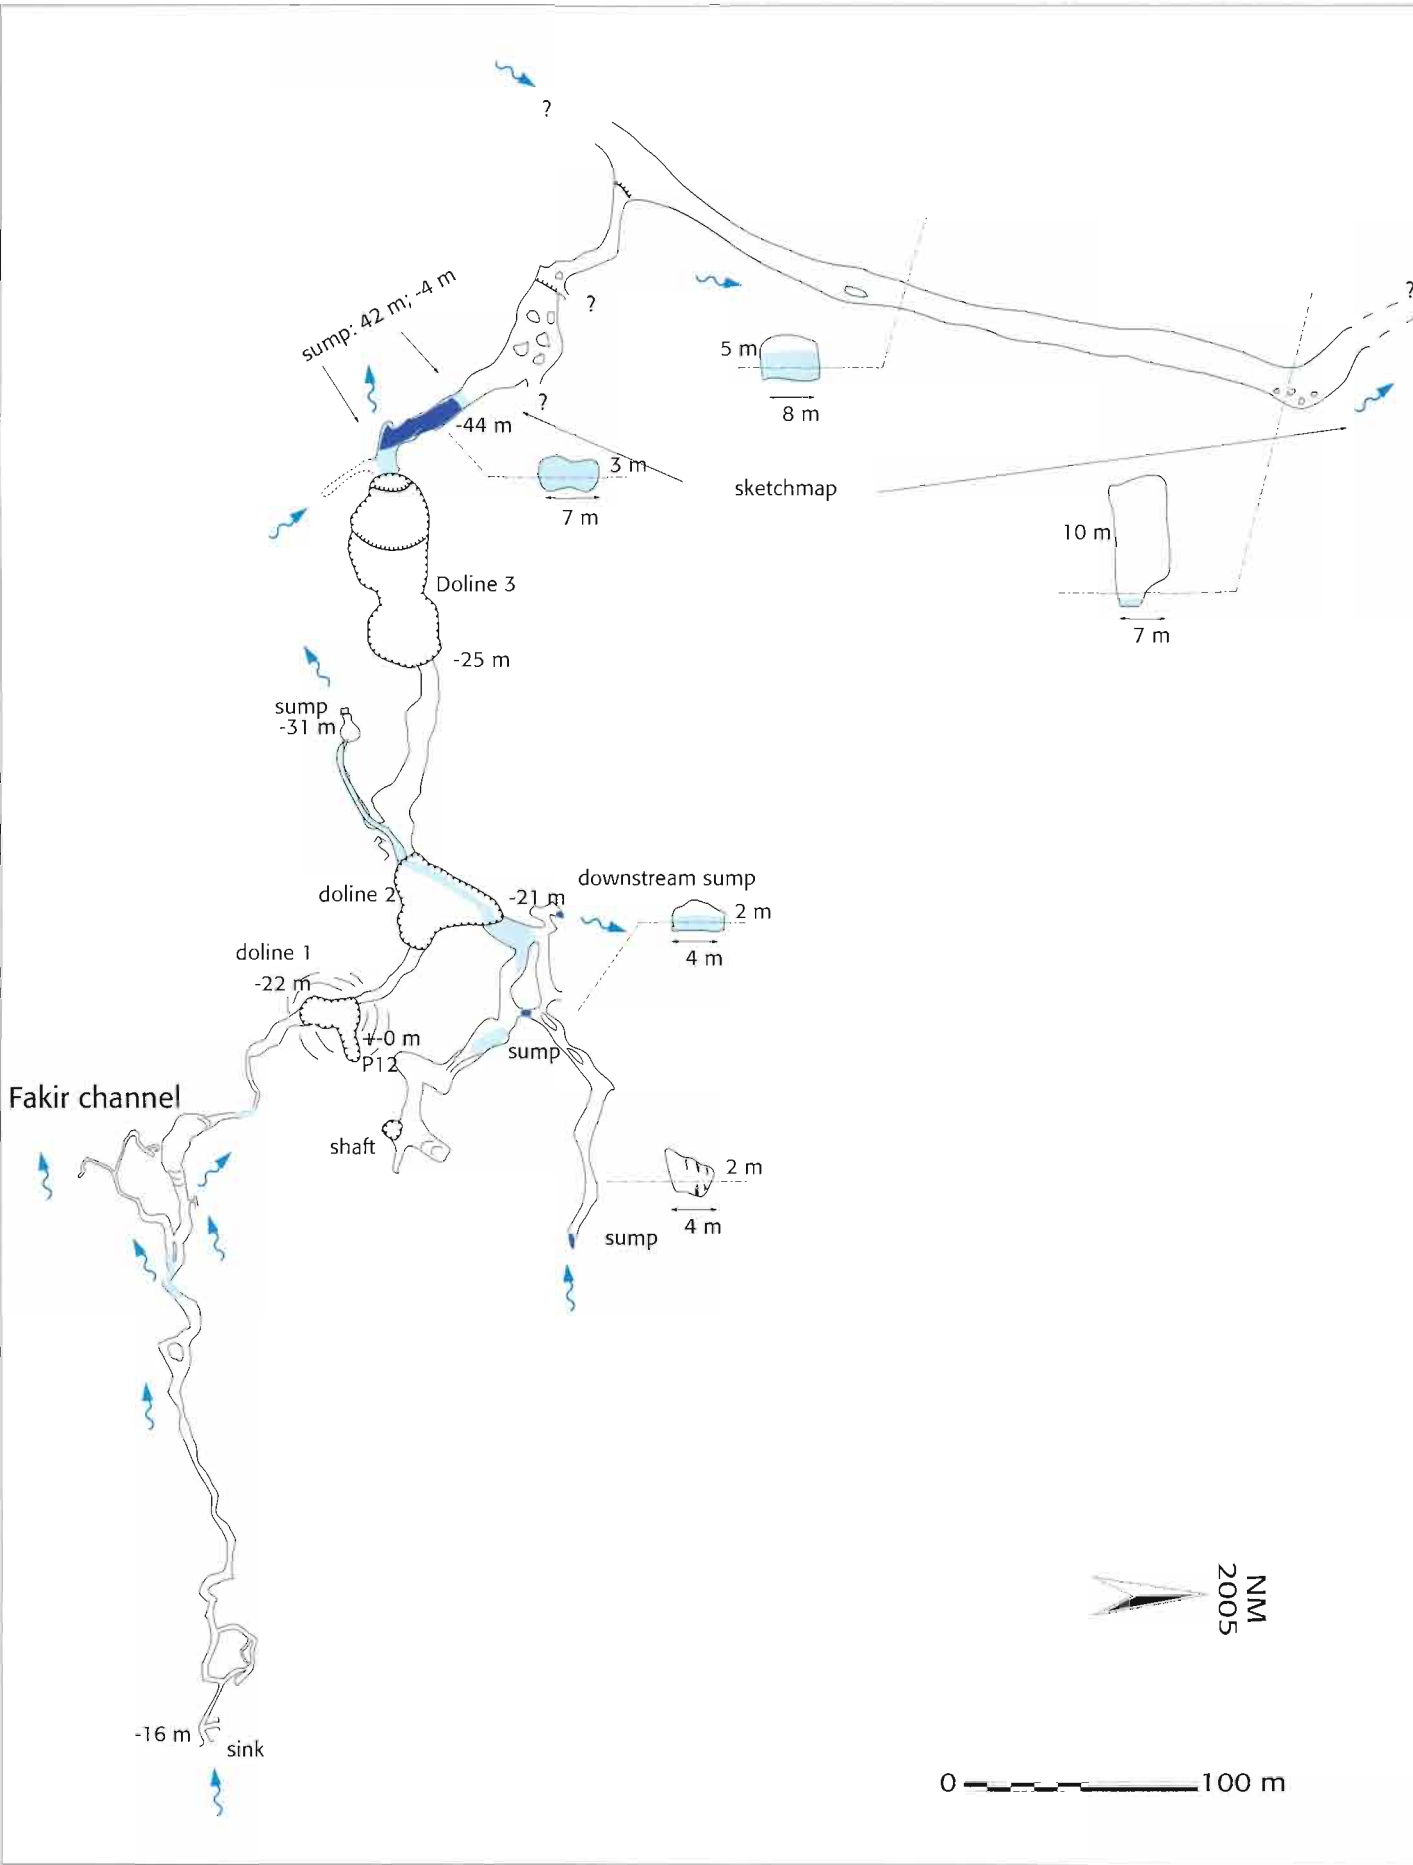 ?
sump: 42 m; -4 m
?
?
5 m
8 m
?
-44 m
3 m
7 m
sketchmap
10 m
7 m
Doline 3
-25 m
sump
-31 m
downstream sump
doline 2
-21 m
2 m
4 m
doline 1
-22 m
+-0 m
P12
sump
Fakir channel
shaft
2 m
4 m
sump
NM
2005
-16 m
sink
0
100 m